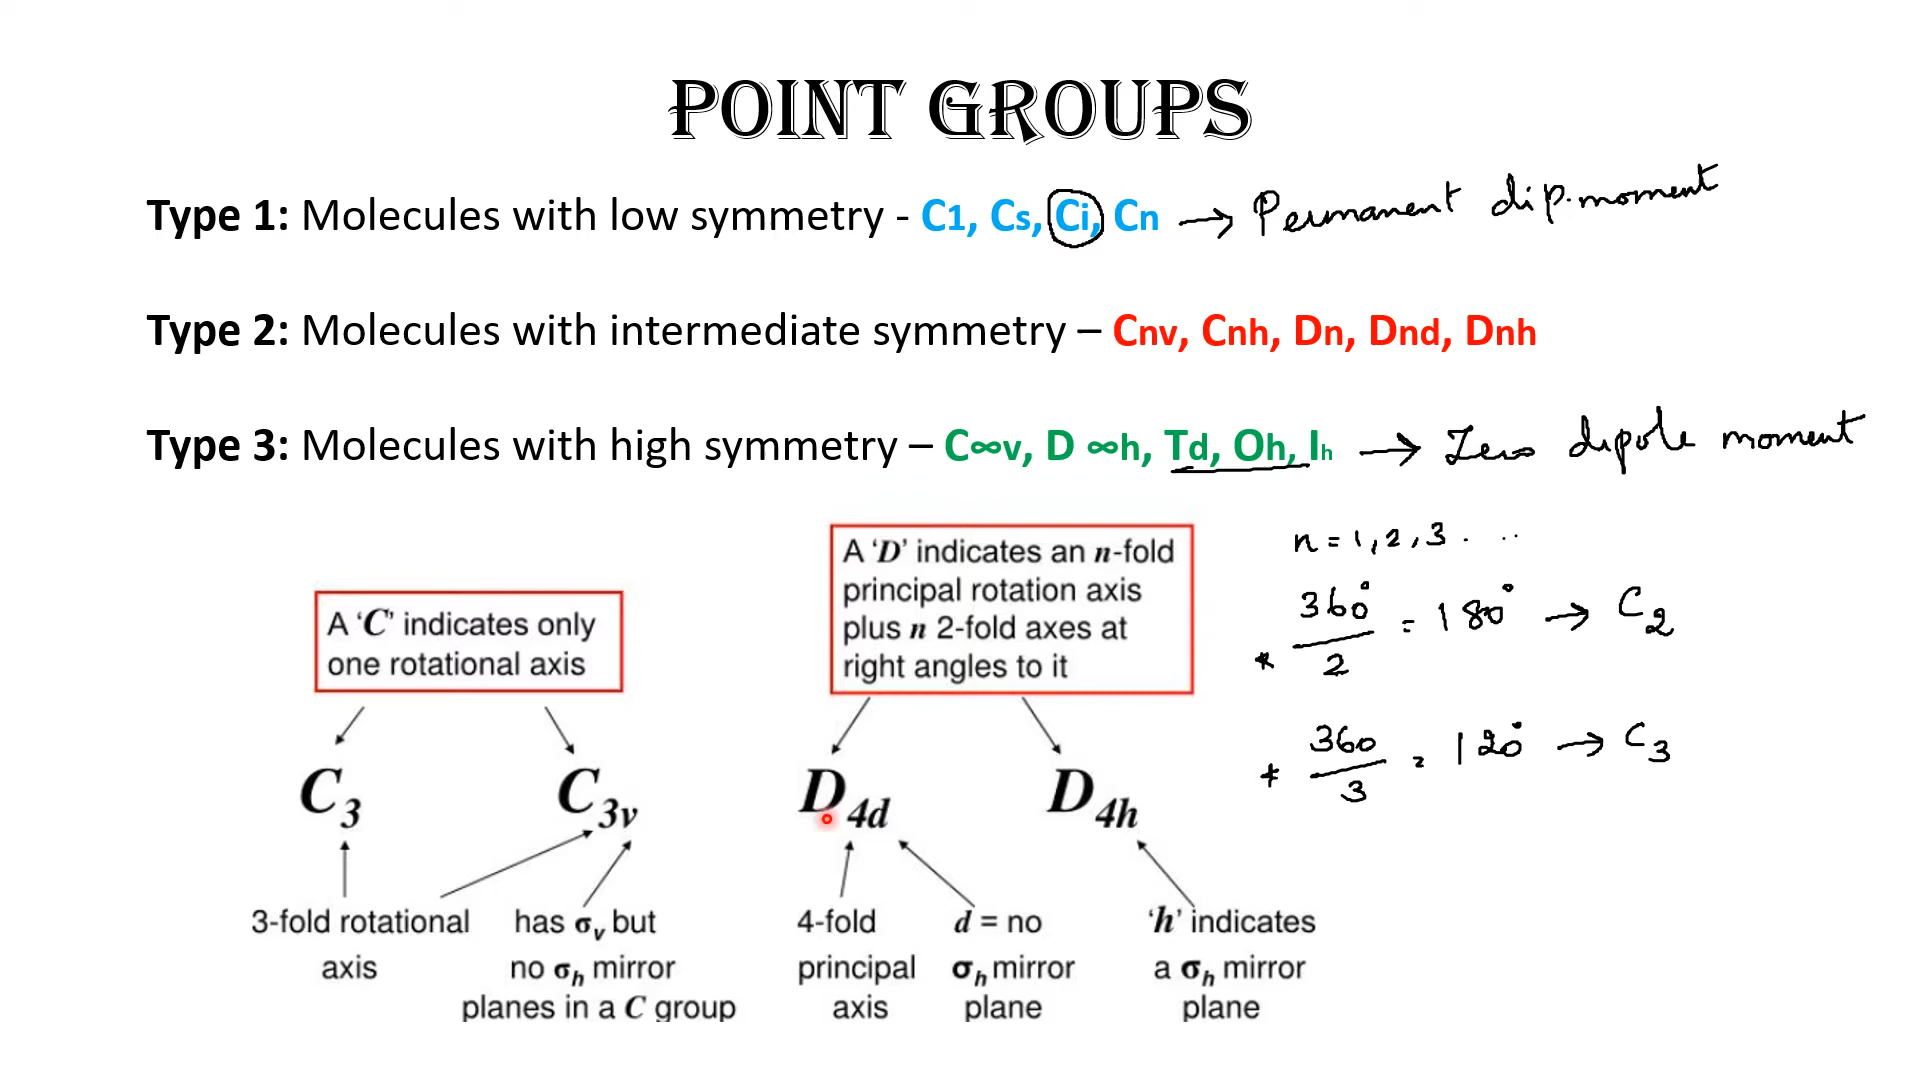 POINT GROUPS
Type 1: Molecules with low symmetry - C1, Cs, Ci, Cn → Permanent dip. moment
Type 2: Molecules with intermediate symmetry – Cnv, Cnh, Dn, Dnd, Dnh
Type 3: Molecules with high symmetry – C∞v, D ∞h, Td, Oh, Ih → Zero dipole moment
A ‘C’ indicates only
one rotational axis
C3
C3v
3-fold rotational
axis
has σv but
no σh mirror
planes in a C group
A ‘D’ indicates an n-fold
principal rotation axis
plus n 2-fold axes at
right angles to it
D4d
D4h
4-fold
principal
axis
d = no
σh mirror
plane
‘h’ indicates
a σh mirror
plane
n = 1, 2, 3 . ..
* 360°/2 = 180° → C2
* 360/3 = 120° → C3